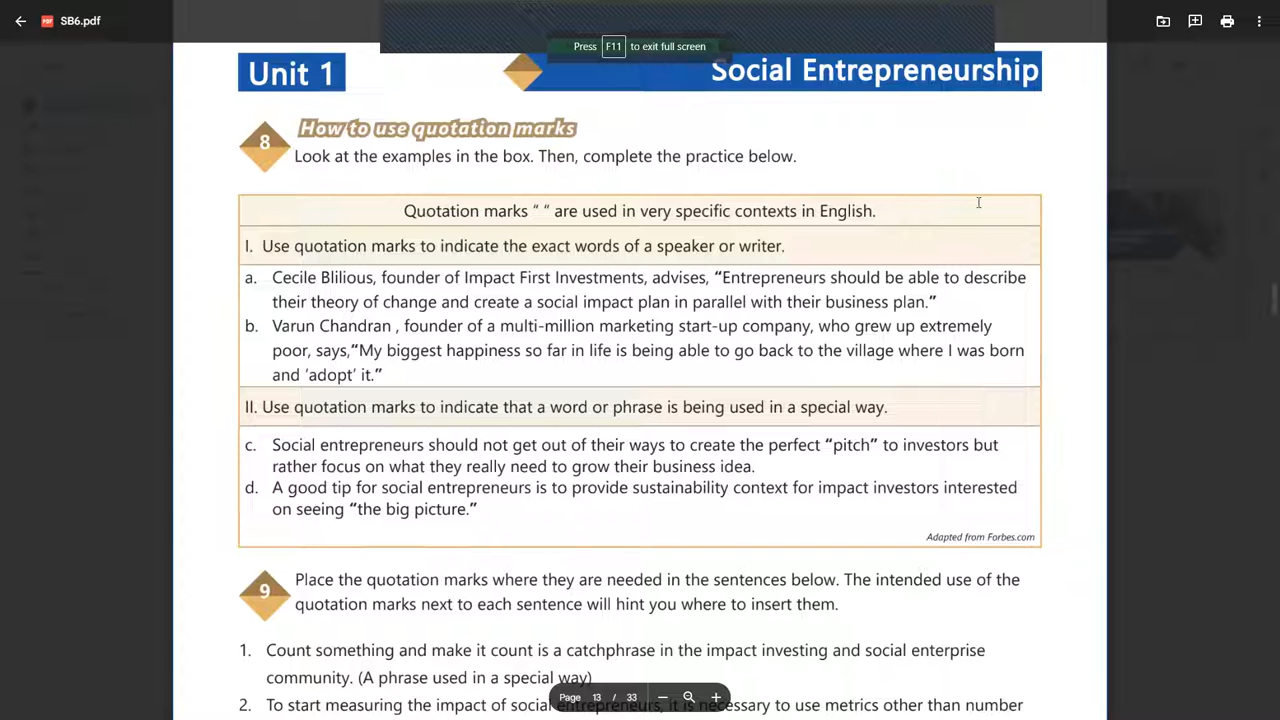 SB6.pdf
Press F11 to exit full screen
Unit 1
Social Entrepreneurship
8
How to use quotation marks
Look at the examples in the box. Then, complete the practice below.
Quotation marks “ “ are used in very specific contexts in English.
I. Use quotation marks to indicate the exact words of a speaker or writer.
a. Cecile Blilious, founder of Impact First Investments, advises, “Entrepreneurs should be able to describe
their theory of change and create a social impact plan in parallel with their business plan.”
b. Varun Chandran , founder of a multi-million marketing start-up company, who grew up extremely
poor, says,“My biggest happiness so far in life is being able to go back to the village where I was born
and ‘adopt’ it.”
II. Use quotation marks to indicate that a word or phrase is being used in a special way.
c. Social entrepreneurs should not get out of their ways to create the perfect “pitch” to investors but
rather focus on what they really need to grow their business idea.
d. A good tip for social entrepreneurs is to provide sustainability context for impact investors interested
on seeing “the big picture.”
Adapted from Forbes.com
9
Place the quotation marks where they are needed in the sentences below. The intended use of the
quotation marks next to each sentence will hint you where to insert them.
1. Count something and make it count is a catchphrase in the impact investing and social enterprise
community. (A phrase used in a special way)
Page 13 / 33
2. To start measuring the impact of social entrepreneurs, it is necessary to use metrics other than number